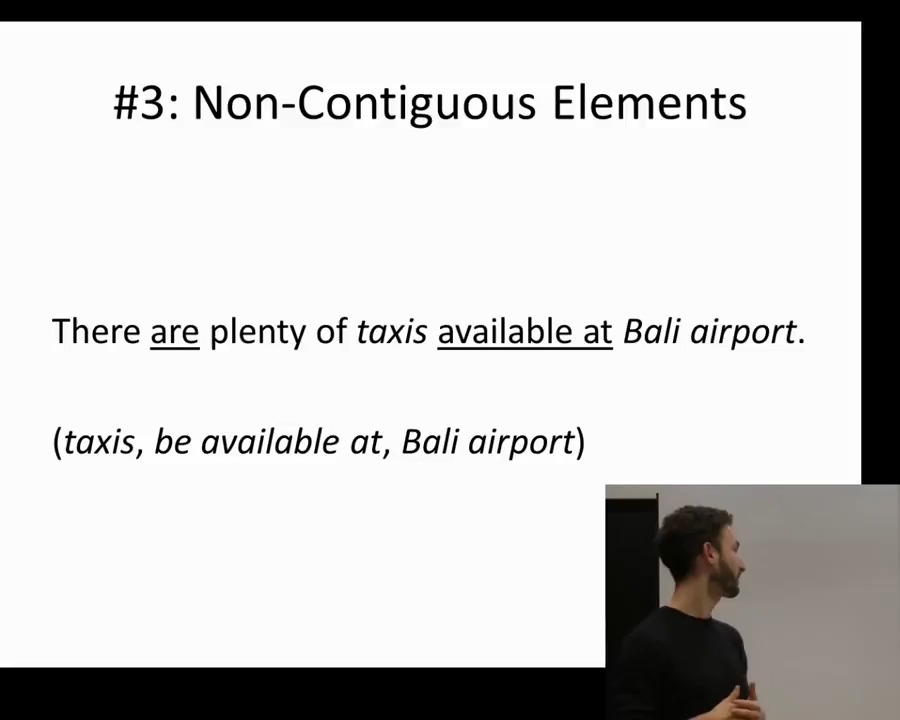 #3: Non-Contiguous Elements
There are plenty of taxis available at Bali airport.
(taxis, be available at, Bali airport)